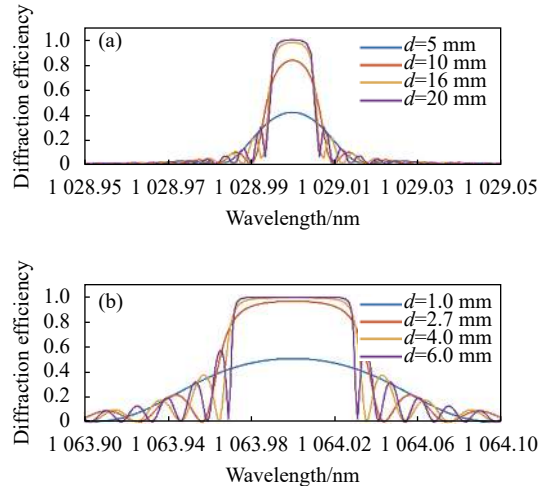 (a)
Diffraction efficiency
1.0
0.8
0.6
0.4
0.2
0
d=5 mm
d=10 mm
d=16 mm
d=20 mm
1 028.95 1 028.97 1 028.99 1 029.01 1 029.03 1 029.05
Wavelength/nm
(b)
Diffraction efficiency
1.0
0.8
0.6
0.4
0.2
0
d=1.0 mm
d=2.7 mm
d=4.0 mm
d=6.0 mm
1 063.90 1 063.94 1 063.98 1 064.02 1 064.06 1 064.10
Wavelength/nm